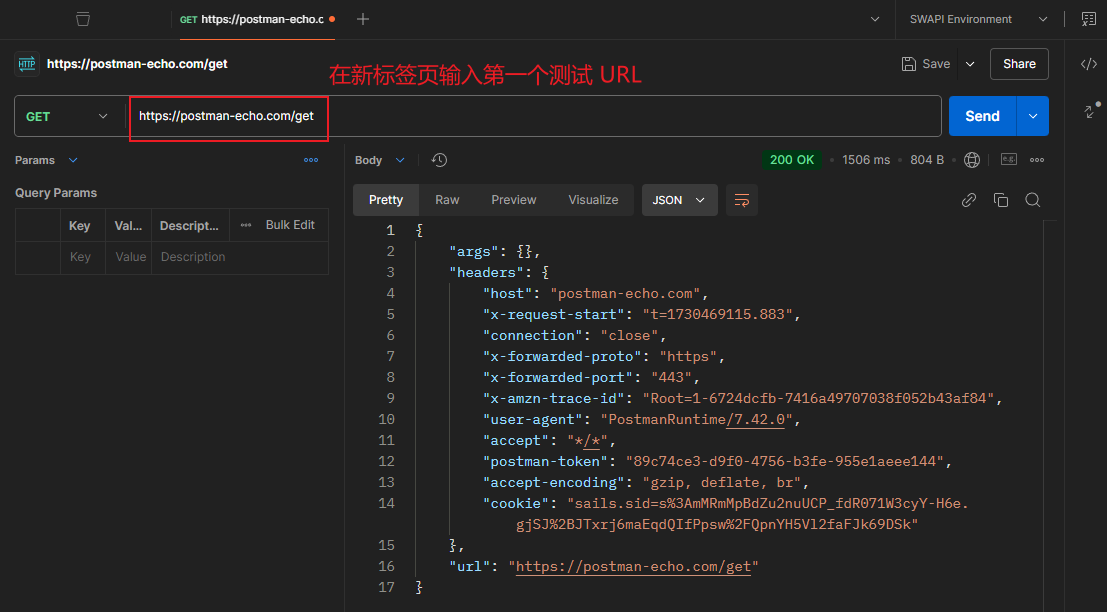 GET https://postman-echo.c
SWAPI Environment
HTTP https://postman-echo.com/get
在新标签页输入第一个测试 URL
Save
Share
GET
https://postman-echo.com/get
Send
Params
Body
200 OK
1506 ms
804 B
e.g.
Query Params
Pretty
Raw
Preview
Visualize
JSON
Key
Val...
Descript...
Bulk Edit
Key
Value
Description
1 {
2 "args": {},
3 "headers": {
4 "host": "postman-echo.com",
5 "x-request-start": "t=1730469115.883",
6 "connection": "close",
7 "x-forwarded-proto": "https",
8 "x-forwarded-port": "443",
9 "x-amzn-trace-id": "Root=1-6724dcfb-7416a49707038f052b43af84",
10 "user-agent": "PostmanRuntime/7.42.0",
11 "accept": "*/*",
12 "postman-token": "89c74ce3-d9f0-4756-b3fe-955e1aeee144",
13 "accept-encoding": "gzip, deflate, br",
14 "cookie": "sails.sid=s%3AmMRmMpBdZu2nuUCP_fdR071W3cyY-H6e.
gjSJ%2BJTxrj6maEqdQIfPpsw%2FQpnYH5Vl2faFJk69DSk"
15 },
16 "url": "https://postman-echo.com/get"
17 }